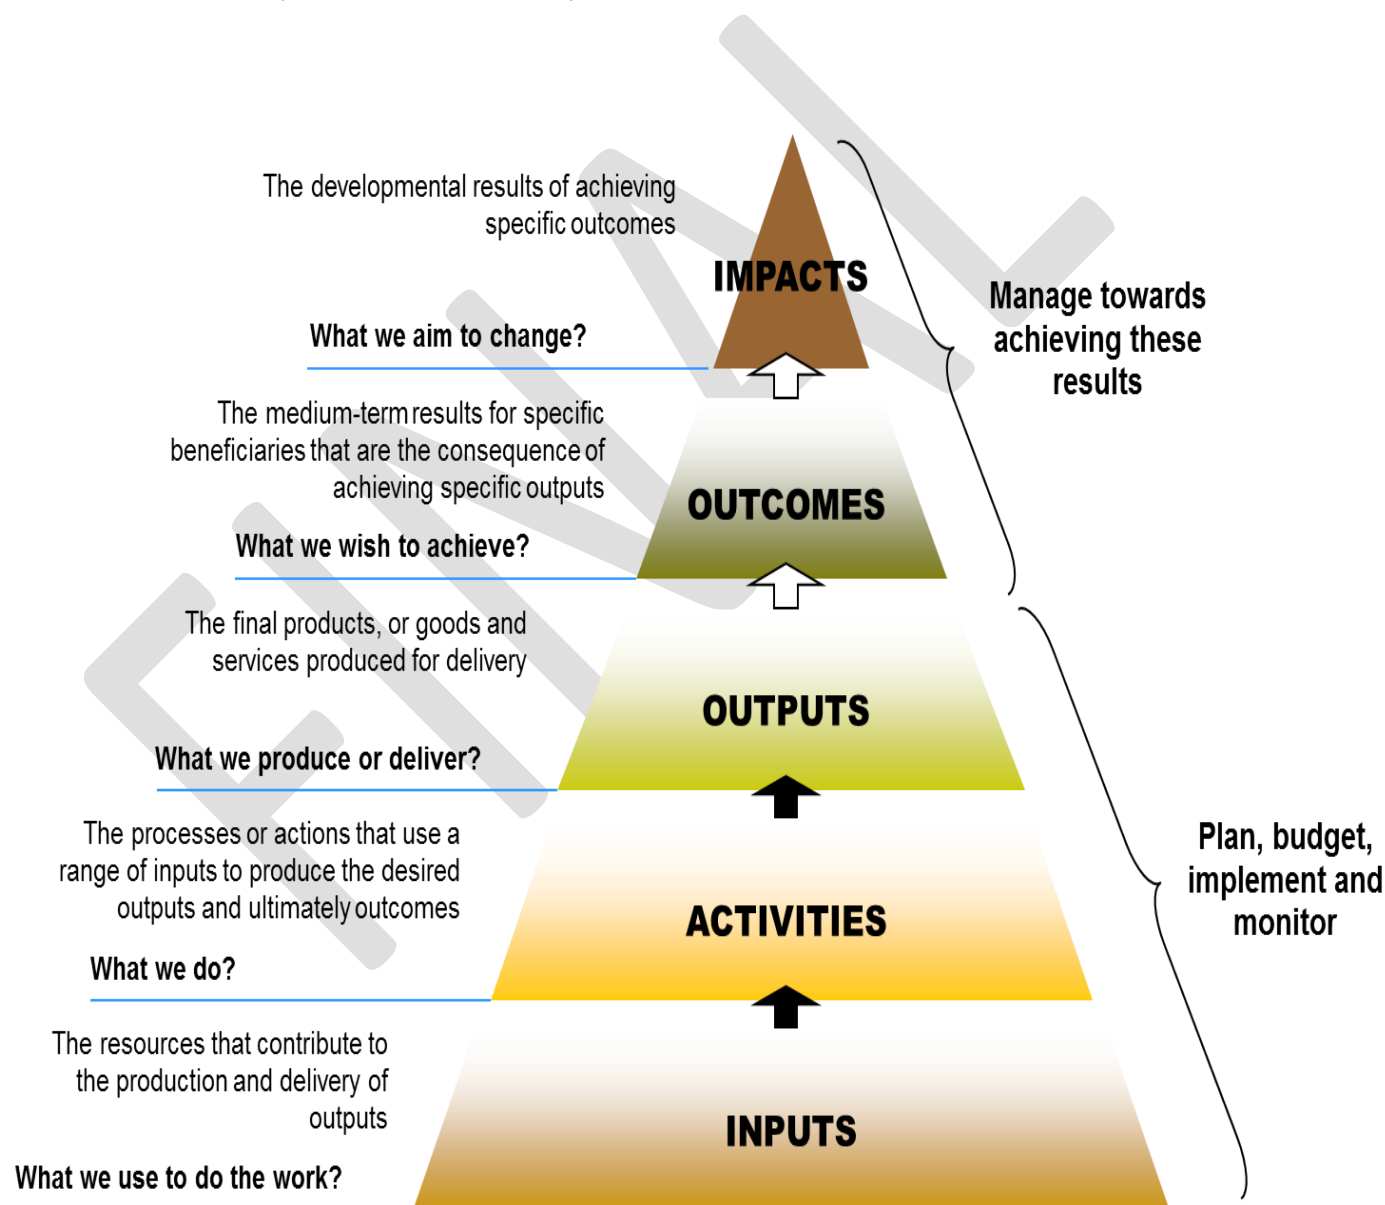 The developmental results of achieving
specific outcomes
IMPACTS
What we aim to change?
Manage towards
achieving these
results
The medium-term results for specific
beneficiaries that are the consequence of
achieving specific outputs
OUTCOMES
What we wish to achieve?
The final products, or goods and
services produced for delivery
OUTPUTS
What we produce or deliver?
The processes or actions that use a
range of inputs to produce the desired
outputs and ultimately outcomes
ACTIVITIES
What we do?
Plan, budget,
implement and
monitor
The resources that contribute to
the production and delivery of
outputs
INPUTS
What we use to do the work?
FINAL